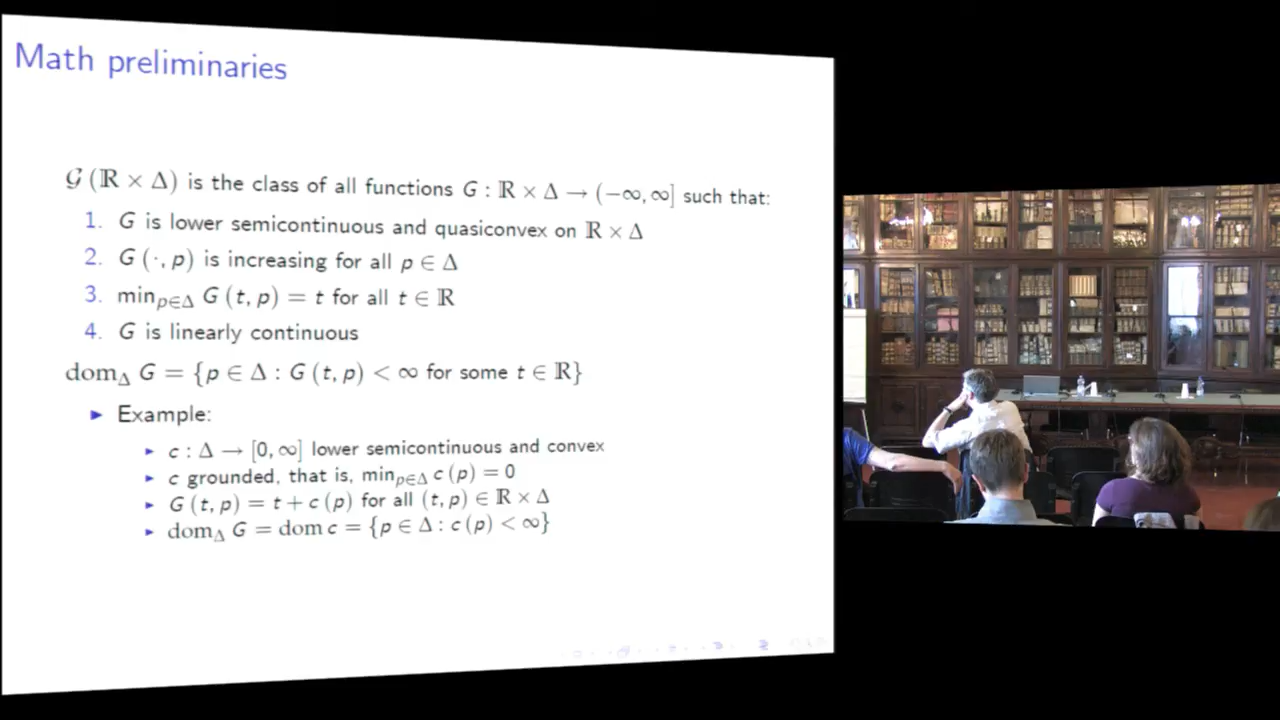 Math preliminaries
𝒢 (ℝ × Δ) is the class of all functions G : ℝ × Δ → (−∞, ∞] such that:
1. G is lower semicontinuous and quasiconvex on ℝ × Δ
2. G (·, p) is increasing for all p ∈ Δ
3. min_{p∈Δ} G (t, p) = t for all t ∈ ℝ
4. G is linearly continuous
dom_Δ G = {p ∈ Δ : G (t, p) < ∞ for some t ∈ ℝ}
▶ Example:
▶ c : Δ → [0, ∞] lower semicontinuous and convex
▶ c grounded, that is, min_{p∈Δ} c (p) = 0
▶ G (t, p) = t + c (p) for all (t, p) ∈ ℝ × Δ
▶ dom_Δ G = dom c = {p ∈ Δ : c (p) < ∞}